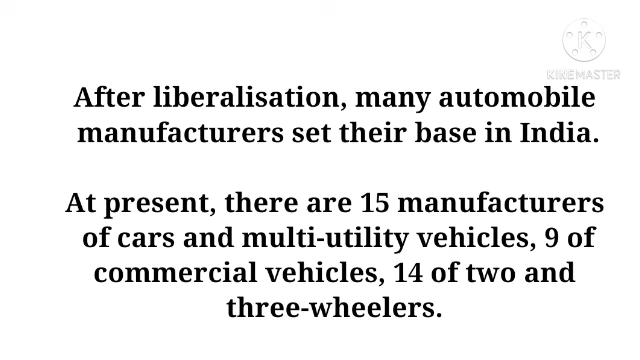 KINEMASTER
After liberalisation, many automobile
manufacturers set their base in India.
At present, there are 15 manufacturers
of cars and multi-utility vehicles, 9 of
commercial vehicles, 14 of two and
three-wheelers.